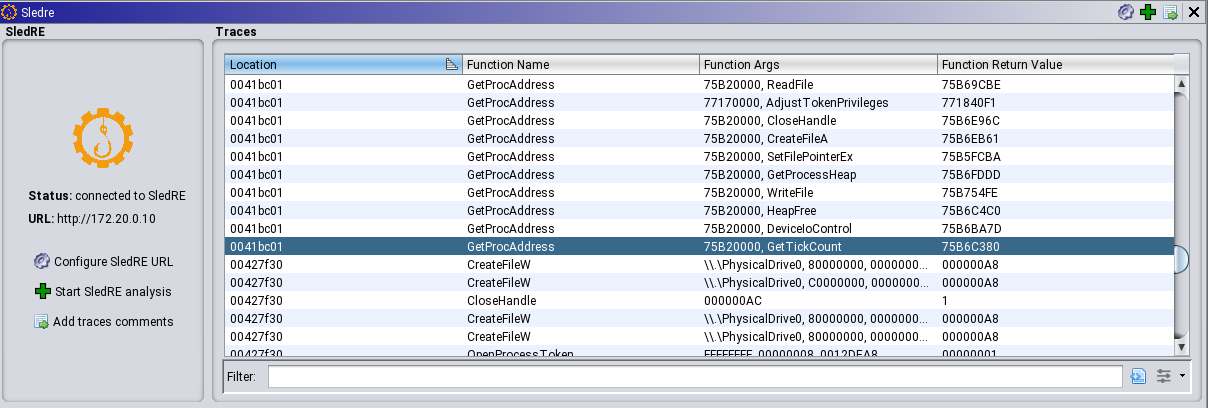 Sledre
SledRE
Traces
Location Function Name Function Args Function Return Value
0041bc01 GetProcAddress 75B20000, ReadFile 75B69CBE
0041bc01 GetProcAddress 77170000, AdjustTokenPrivileges 771840F1
0041bc01 GetProcAddress 75B20000, CloseHandle 75B6E96C
0041bc01 GetProcAddress 75B20000, CreateFileA 75B6EB61
0041bc01 GetProcAddress 75B20000, SetFilePointerEx 75B5FCBA
0041bc01 GetProcAddress 75B20000, GetProcessHeap 75B6FDDD
0041bc01 GetProcAddress 75B20000, WriteFile 75B754FE
0041bc01 GetProcAddress 75B20000, HeapFree 75B6C4C0
0041bc01 GetProcAddress 75B20000, DeviceIoControl 75B6BA7D
0041bc01 GetProcAddress 75B20000, GetTickCount 75B6C380
00427f30 CreateFileW \\.\PhysicalDrive0, 80000000, 0000000... 000000A8
00427f30 CreateFileW \\.\PhysicalDrive0, C0000000, 0000000... 000000A8
00427f30 CloseHandle 000000AC 1
00427f30 CreateFileW \\.\PhysicalDrive0, 80000000, 0000000... 000000A8
00427f30 CreateFileW \\.\PhysicalDrive0, 80000000, 0000000... 000000A8
00427f30 OpenProcessToken FFFFFFFF, 00000008, 0012DEA8 00000001
Status: connected to SledRE
URL: http://172.20.0.10
Configure SledRE URL
Start SledRE analysis
Add traces comments
Filter: